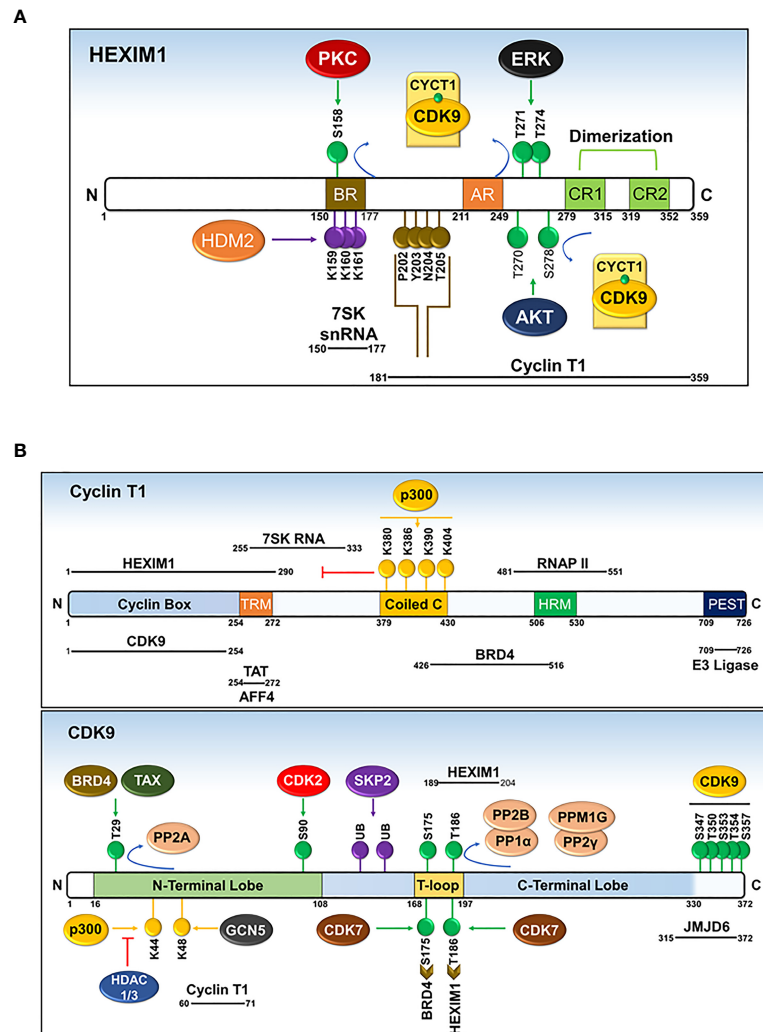 A
HEXIM1
PKC
ERK
CYCT1
CDK9
S158
T271
T274
Dimerization
N
BR
AR
CR1
CR2
C
1
150
177
211
249
279
315
319
352
359
HDM2
K159
K160
K161
P202
Y203
N204
T205
T270
S278
CYCT1
CDK9
AKT
7SK
snRNA
150
177
Cyclin T1
181
359
B
Cyclin T1
p300
K380
K386
K390
K404
7SK RNA
255
333
HEXIM1
1
290
RNAP II
481
551
N
Cyclin Box
TRM
Coiled C
HRM
PEST
C
1
254
272
379
430
506
530
709
726
CDK9
1
254
TAT
254
272
AFF4
BRD4
426
516
709
726
E3 Ligase
CDK9
BRD4
TAX
CDK2
SKP2
HEXIM1
189
204
CDK9
T29
PP2A
S90
UB
UB
S175
T186
PP2B
PP1α
PPM1G
PP2γ
S347
T350
S353
T354
S357
N
N-Terminal Lobe
T-loop
C-Terminal Lobe
C
1
16
108
168
197
330
372
p300
K44
K48
GCN5
CDK7
S175
T186
CDK7
JMJD6
315
372
HDAC
1/3
Cyclin T1
60
71
BRD4
HEXIM1